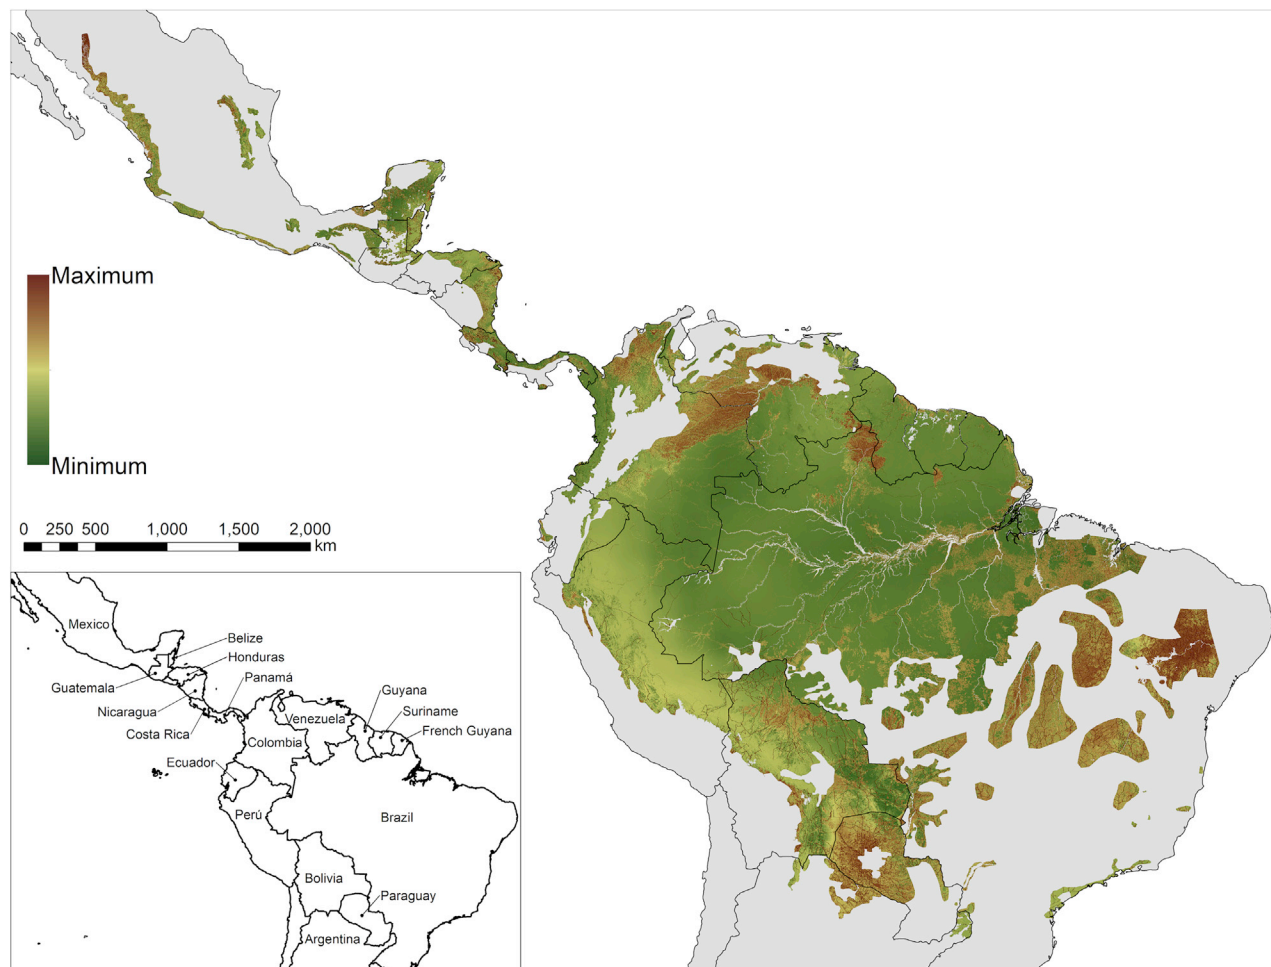 Maximum
Minimum
0 250 500 1,000 1,500 2,000
km
Mexico
Belize
Honduras
Guatemala
Panamá
Nicaragua
Costa Rica
Guyana
Suriname
French Guyana
Venezuela
Colombia
Ecuador
Perú
Brazil
Bolivia
Paraguay
Argentina